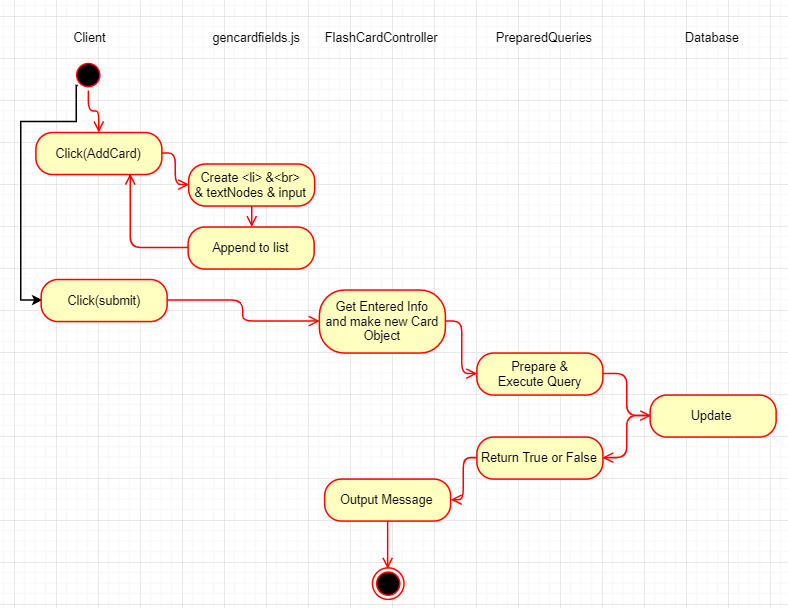 Client
gencardfields.js
FlashCardController
PreparedQueries
Database
Click(AddCard)
Create <li> &<br>
& textNodes & input
Append to list
Click(submit)
Get Entered Info
and make new Card
Object
Prepare &
Execute Query
Update
Return True or False
Output Message